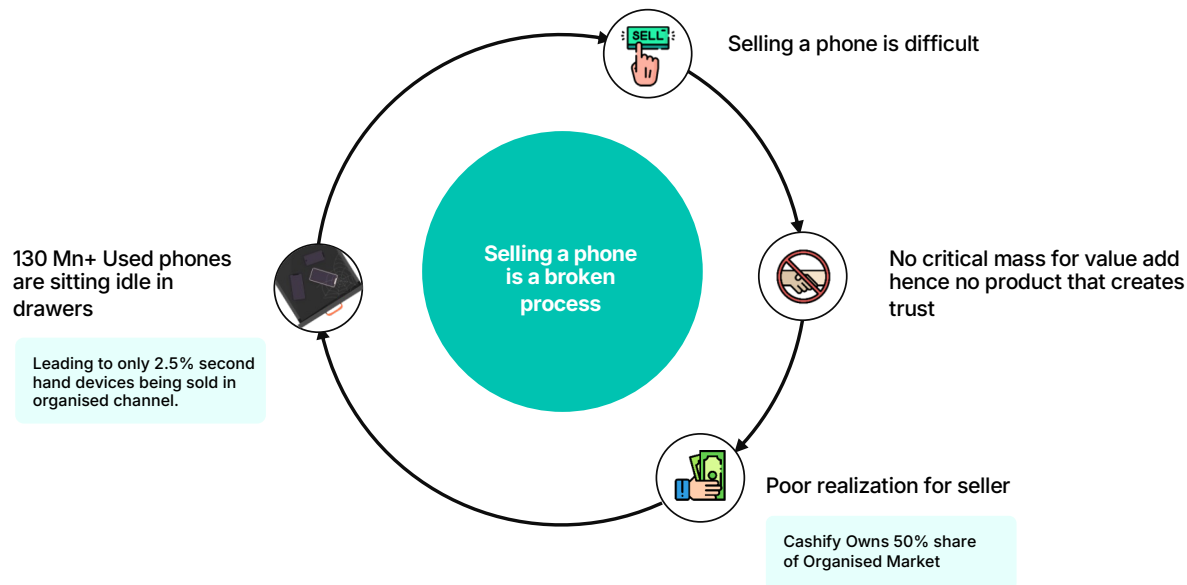 SELL
Selling a phone is difficult
No critical mass for value add
hence no product that creates
trust
Poor realization for seller
Cashify Owns 50% share
of Organised Market
130 Mn+ Used phones
are sitting idle in
drawers
Leading to only 2.5% second
hand devices being sold in
organised channel.
Selling a phone
is a broken
process